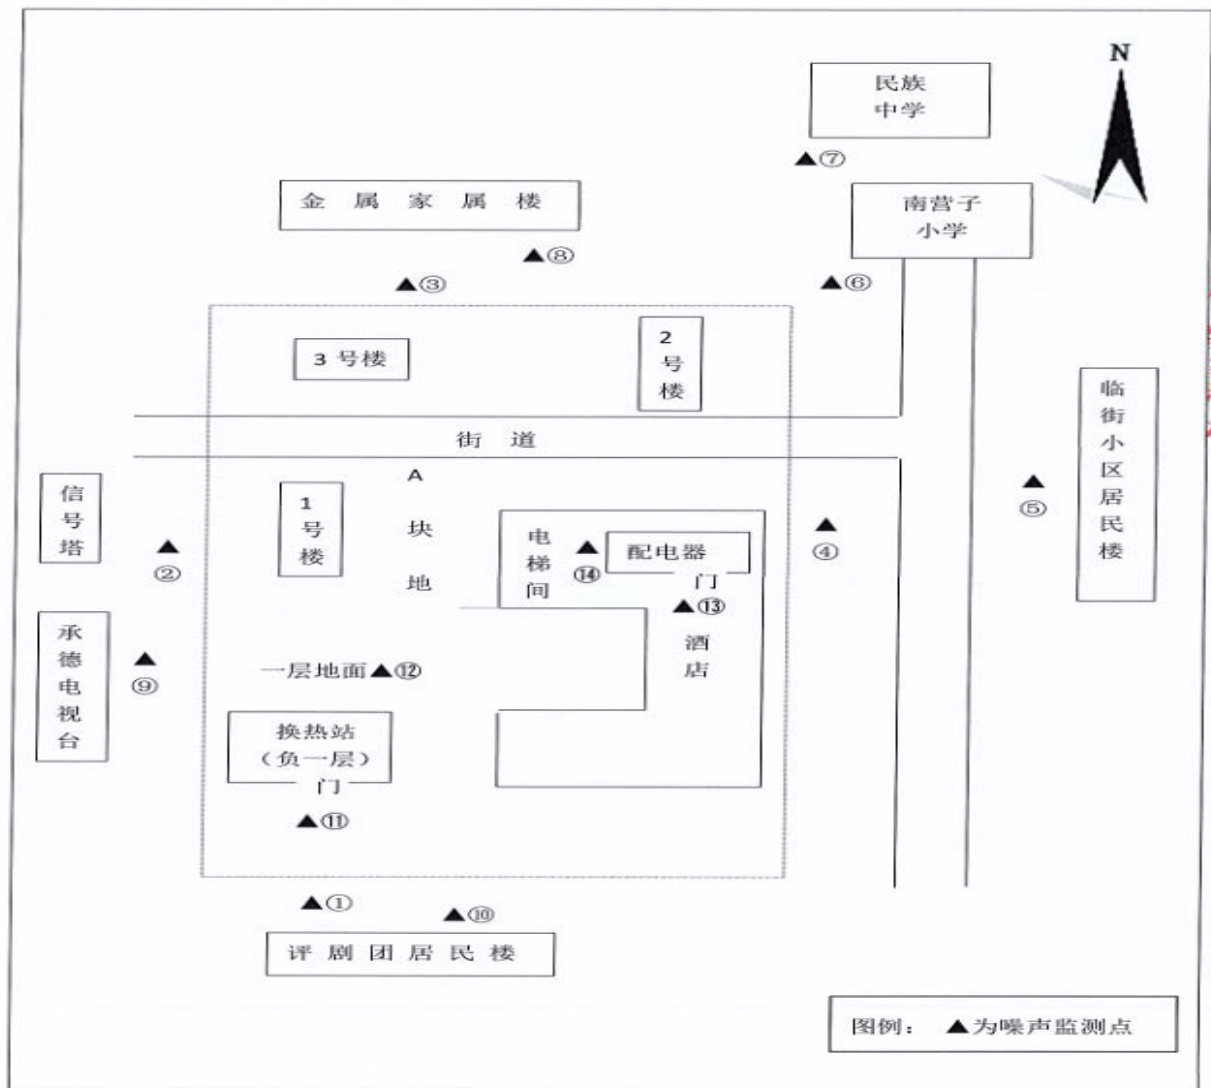 N
民族
中学
▲⑦
金属家属楼
南营子
小学
▲⑧
▲③
▲⑥
3号楼
2
号
楼
临
街
小
区
居
民
楼
街道
A
块
地
信
号
塔
1
号
楼
▲
②
电
梯
间
▲
⑭
配电器
门
▲⑬
酒
店
▲
④
▲
⑤
承
德
电
视
台
▲
⑨
一层地面▲⑫
换热站
（负一层）
门
▲⑪
▲①
▲⑩
评剧团居民楼
图例： ▲为噪声监测点